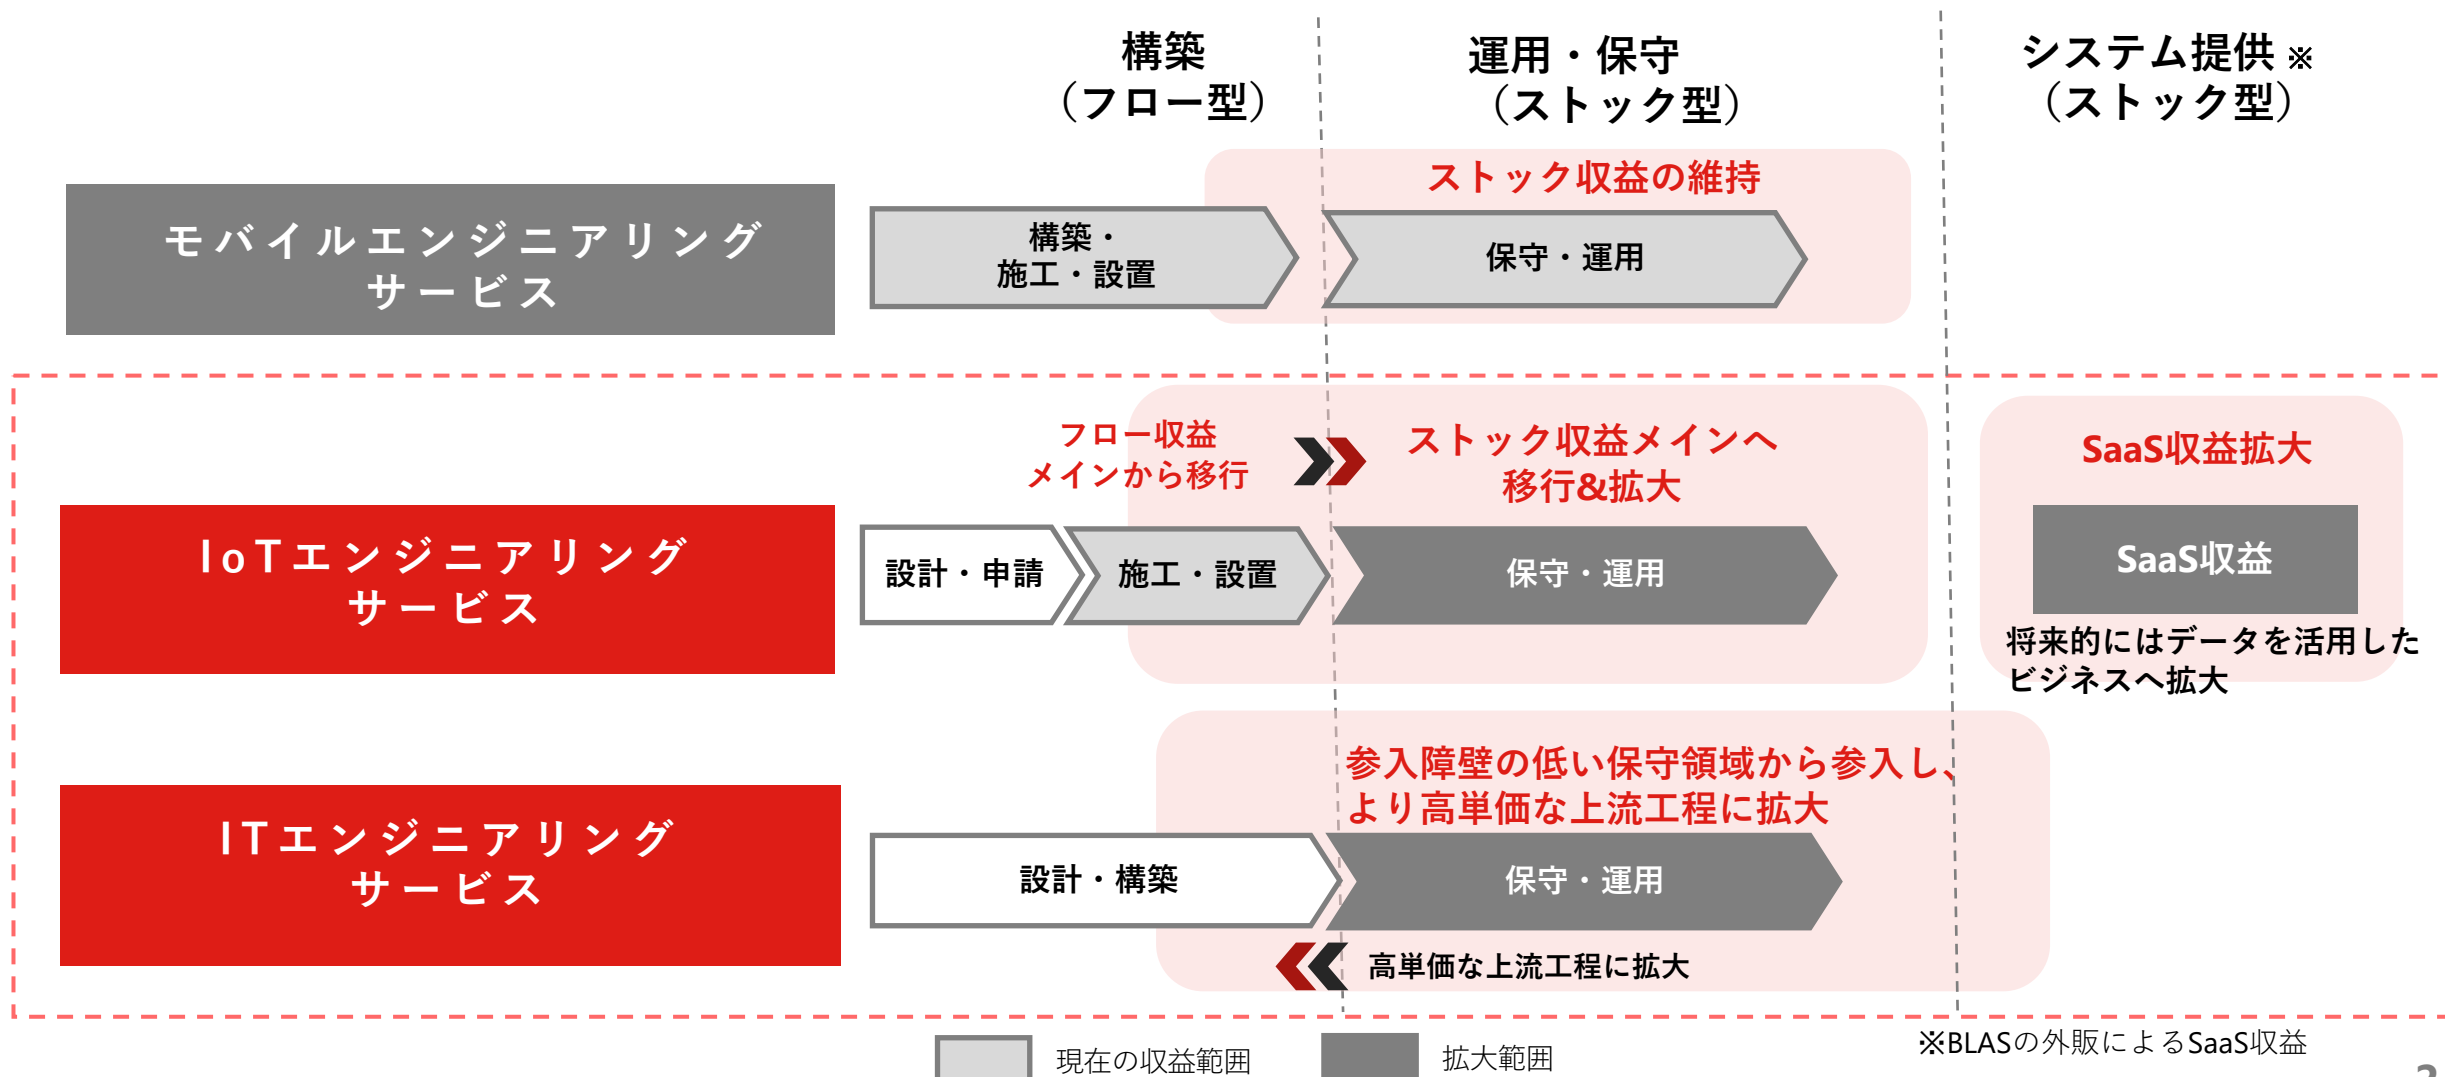 構築
（フロー型）
運用・保守
（ストック型）
システム提供 ※
（ストック型）
モバイルエンジニアリング
サービス
構築・
施工・設置
ストック収益の維持
保守・運用
IoTエンジニアリング
サービス
フロー収益
メインから移行
ストック収益メインへ
移行&拡大
設計・申請
施工・設置
保守・運用
SaaS収益拡大
SaaS収益
将来的にはデータを活用した
ビジネスへ拡大
ITエンジニアリング
サービス
参入障壁の低い保守領域から参入し、
より高単価な上流工程に拡大
設計・構築
保守・運用
高単価な上流工程に拡大
現在の収益範囲
拡大範囲
※BLASの外販によるSaaS収益